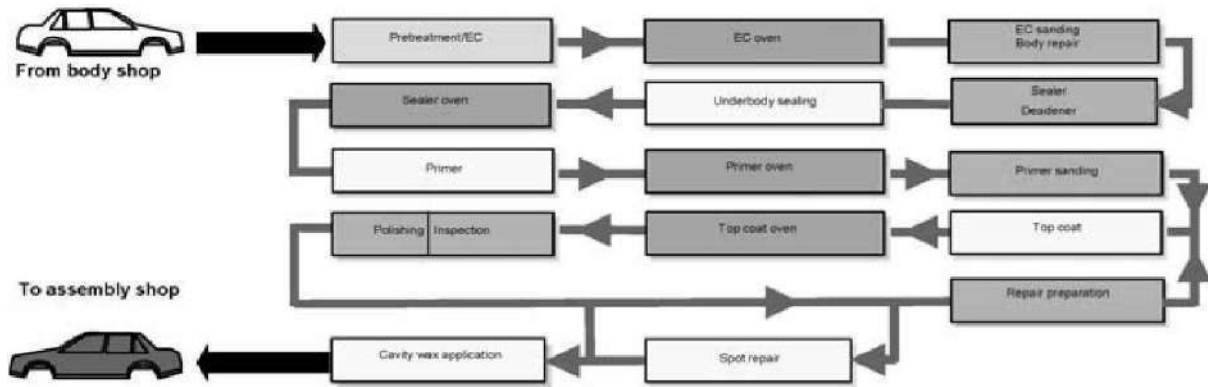 Pretreatment/EC
EC oven
EC sanding
Body repair
From body shop
Sealer oven
Underbody sealing
Sealer
Deadener
Primer
Primer oven
Primer sanding
Polishing
Inspection
Top coat oven
Top coat
To assembly shop
Repair preparation
Cavity wax application
Spot repair